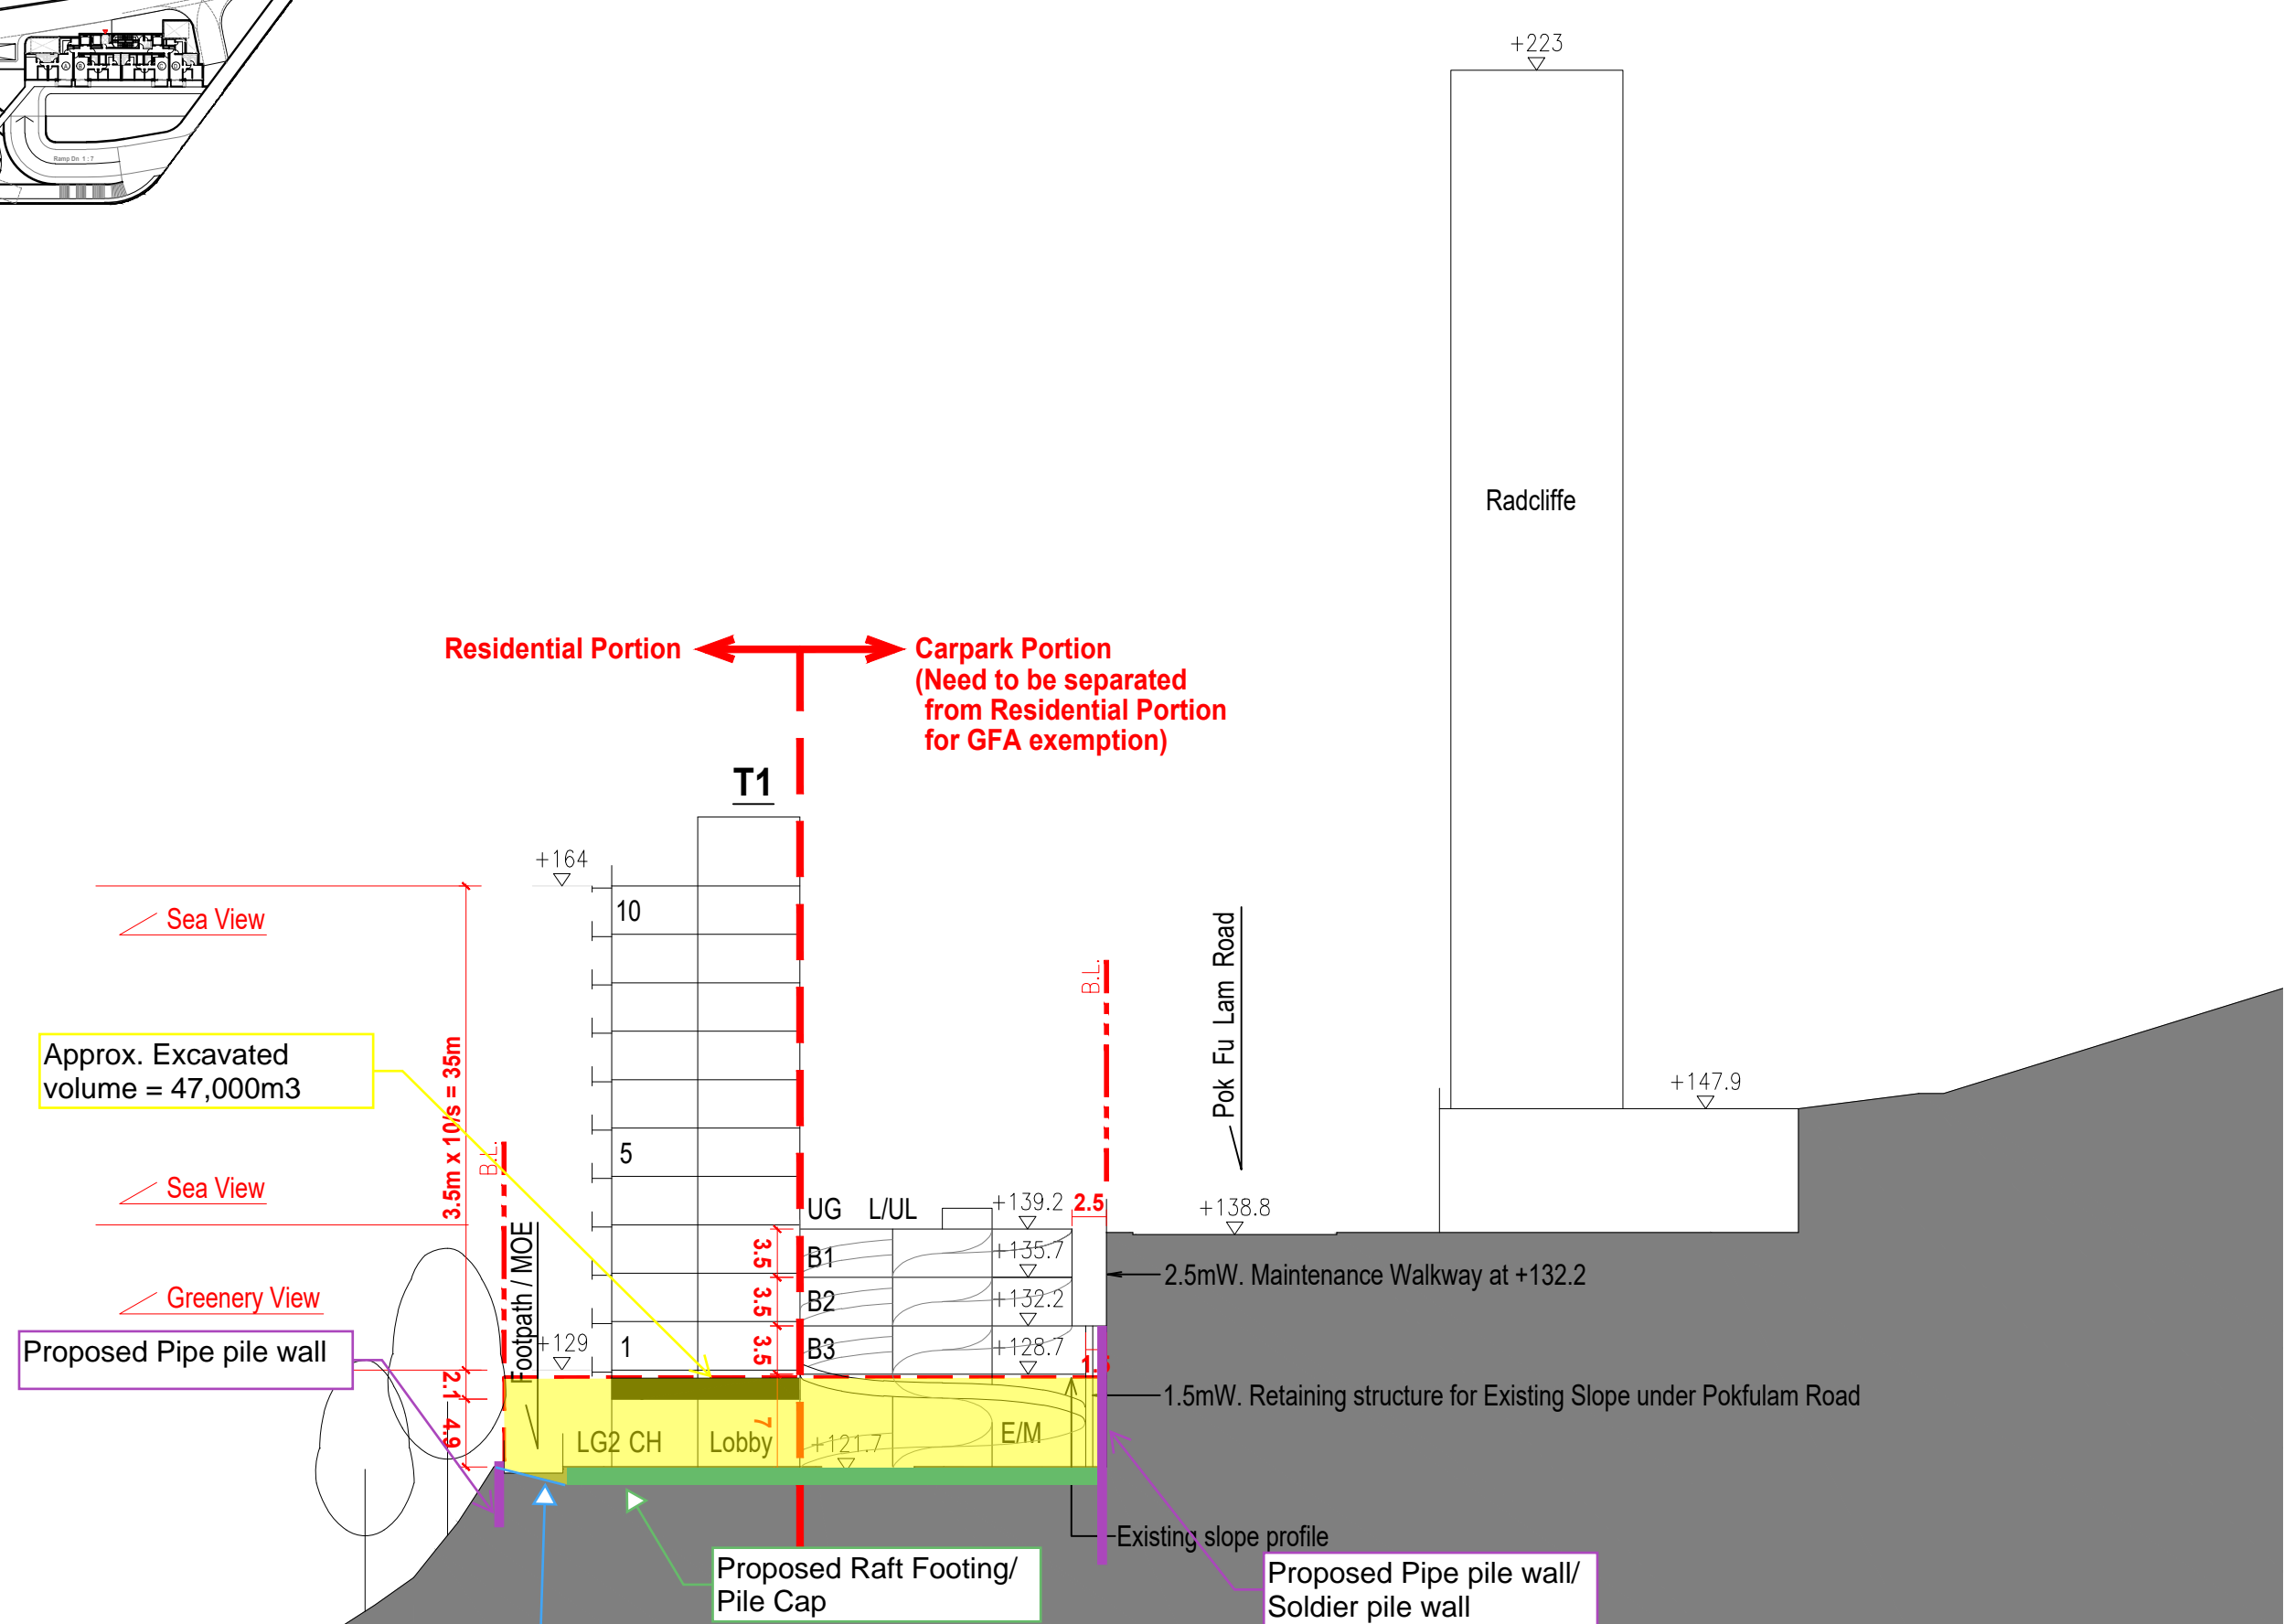 Ramp Dn 1 : 7
A
B
C
D
+223
Radcliffe
Residential Portion
Carpark Portion
(Need to be separated
from Residential Portion
for GFA exemption)
T1
+164
10
Sea View
3.5m x 10/s = 35m
Approx. Excavated
volume = 47,000m3
B.L.
B.L.
Pok Fu Lam Road
+147.9
5
Sea View
UG
L/UL
+139.2
2.5
+138.8
3.5
B1
+135.7
2.5mW. Maintenance Walkway at +132.2
Greenery View
3.5
B2
+132.2
Footpath / MOE
Proposed Pipe pile wall
+129
1
3.5
B3
+128.7
2.1
1.5mW. Retaining structure for Existing Slope under Pokfulam Road
4.9
LG2 CH
Lobby
7
+121.7
E/M
Existing slope profile
Proposed Raft Footing/
Pile Cap
Proposed Pipe pile wall/
Soldier pile wall